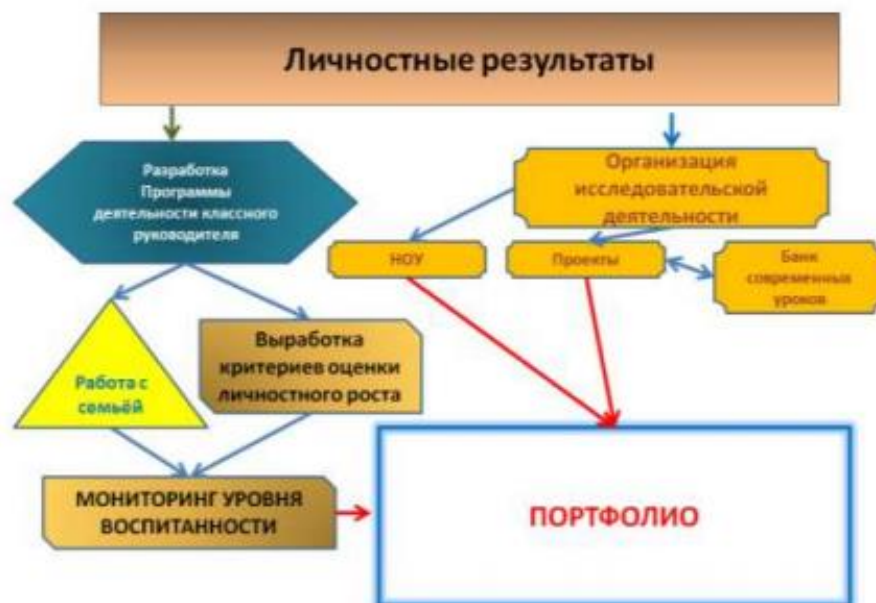 Личностные результаты
Разработка
Программы
деятельности классного
руководителя
Организация
исследовательской
деятельности
НОУ
Проекты
Банк
современных
уроков
Работа с
семьёй
Выработка
критериев оценки
личностного роста
МОНИТОРИНГ УРОВНЯ
ВОСПИТАННОСТИ
ПОРТФОЛИО